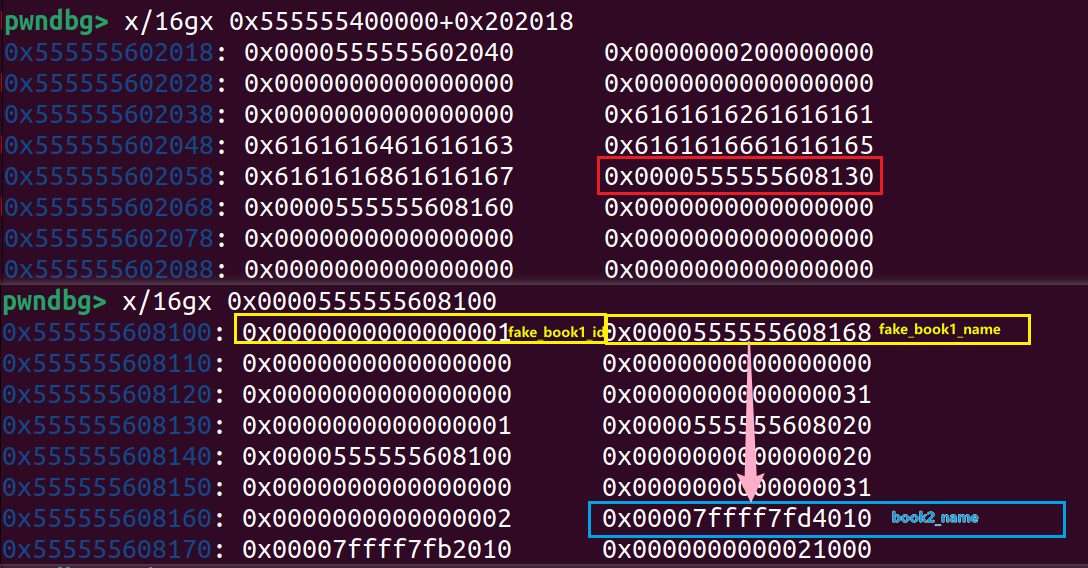 pwndbg> x/16gx 0x555555400000+0x202018
0x555555602018: 0x0000555555602040 0x0000000200000000
0x555555602028: 0x0000000000000000 0x0000000000000000
0x555555602038: 0x0000000000000000 0x6161616261616161
0x555555602048: 0x6161616461616163 0x6161616661616165
0x555555602058: 0x6161616861616167 0x0000555555608130
0x555555602068: 0x0000555555608160 0x0000000000000000
0x555555602078: 0x0000000000000000 0x0000000000000000
0x555555602088: 0x0000000000000000 0x0000000000000000
pwndbg> x/16gx 0x0000555555608100
0x555555608100: 0x0000000000000001 fake_book1_id 0x0000555555608168 fake_book1_name
0x555555608110: 0x0000000000000000 0x0000000000000000
0x555555608120: 0x0000000000000000 0x0000000000000031
0x555555608130: 0x0000000000000001 0x0000555555608020
0x555555608140: 0x0000555555608100 0x0000000000000020
0x555555608150: 0x0000000000000000 0x0000000000000031
0x555555608160: 0x0000000000000002 0x00007ffff7fd4010 book2_name
0x555555608170: 0x00007ffff7fb2010 0x0000000000021000